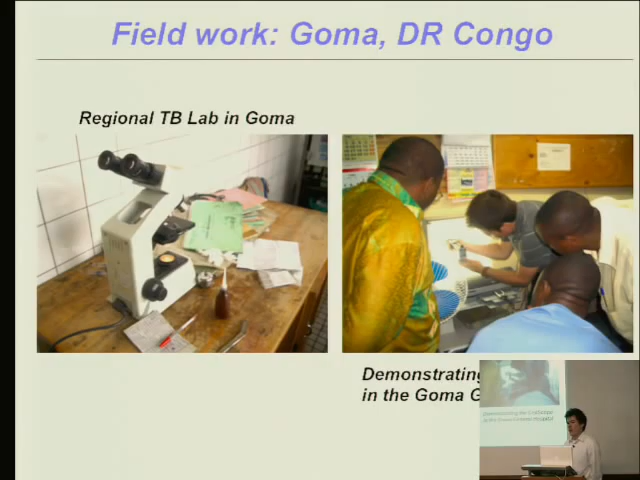 Field work: Goma, DR Congo
Regional TB Lab in Goma
Demonstrating
in the Goma G